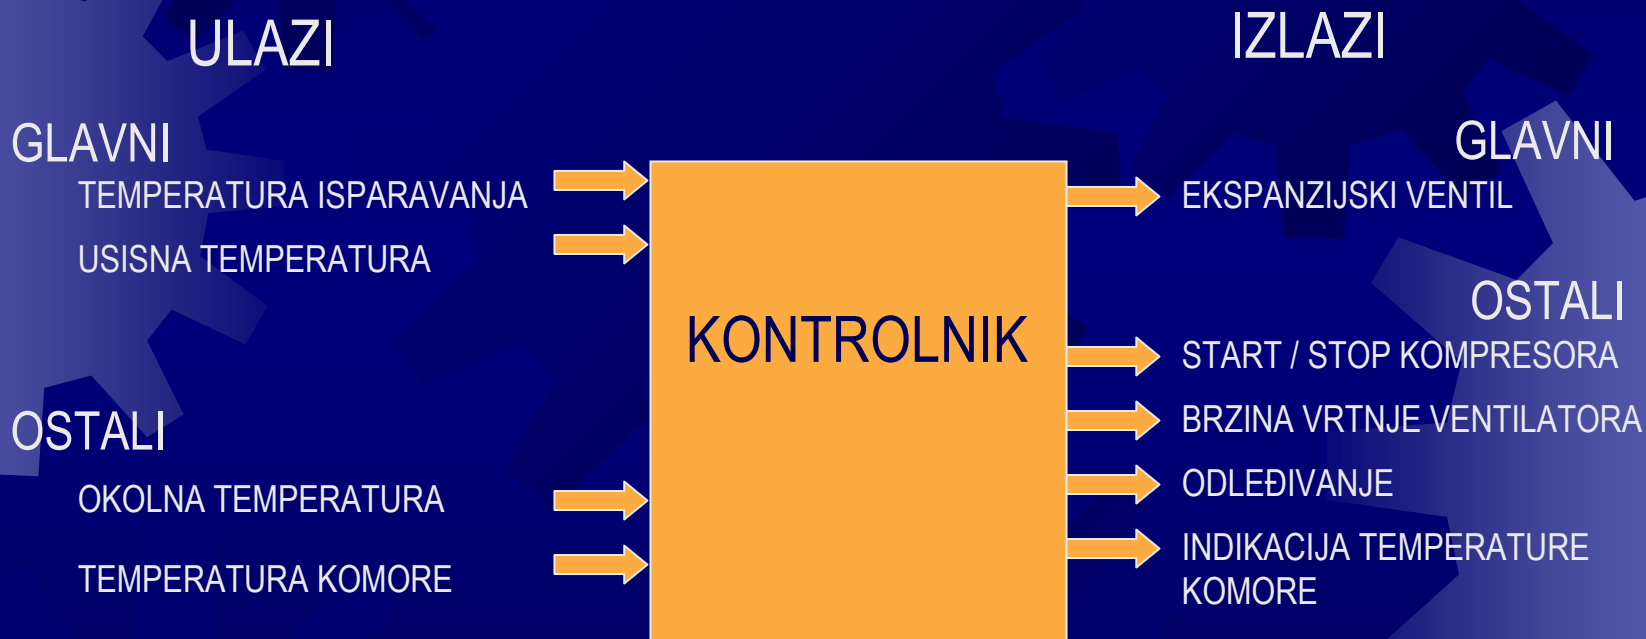 ULAZI
GLAVNI
TEMPERATURA ISPARAVANJA
USISNA TEMPERATURA
OSTALI
OKOLNA TEMPERATURA
TEMPERATURA KOMORE
KONTROLNIK
IZLAZI
GLAVNI
EKSPANZIJSKI VENTIL
OSTALI
START / STOP KOMPRESORA
BRZINA VRTNJE VENTILATORA
ODLEĐIVANJE
INDIKACIJA TEMPERATURE
KOMORE